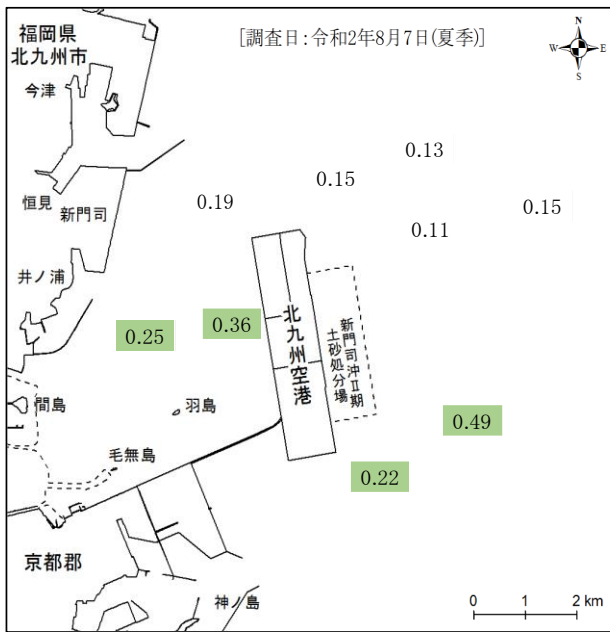 福岡県
北九州市
[調査日:令和2年8月7日(夏季)]
N
W E
S
今津
0.13
0.15
恒見
新門司
0.19
0.15
0.11
井ノ浦
北九州空港
新門司沖Ⅱ期
土砂処分場
0.25
0.36
間島
羽島
0.49
毛無島
0.22
京都郡
神ノ島
0 1 2 km